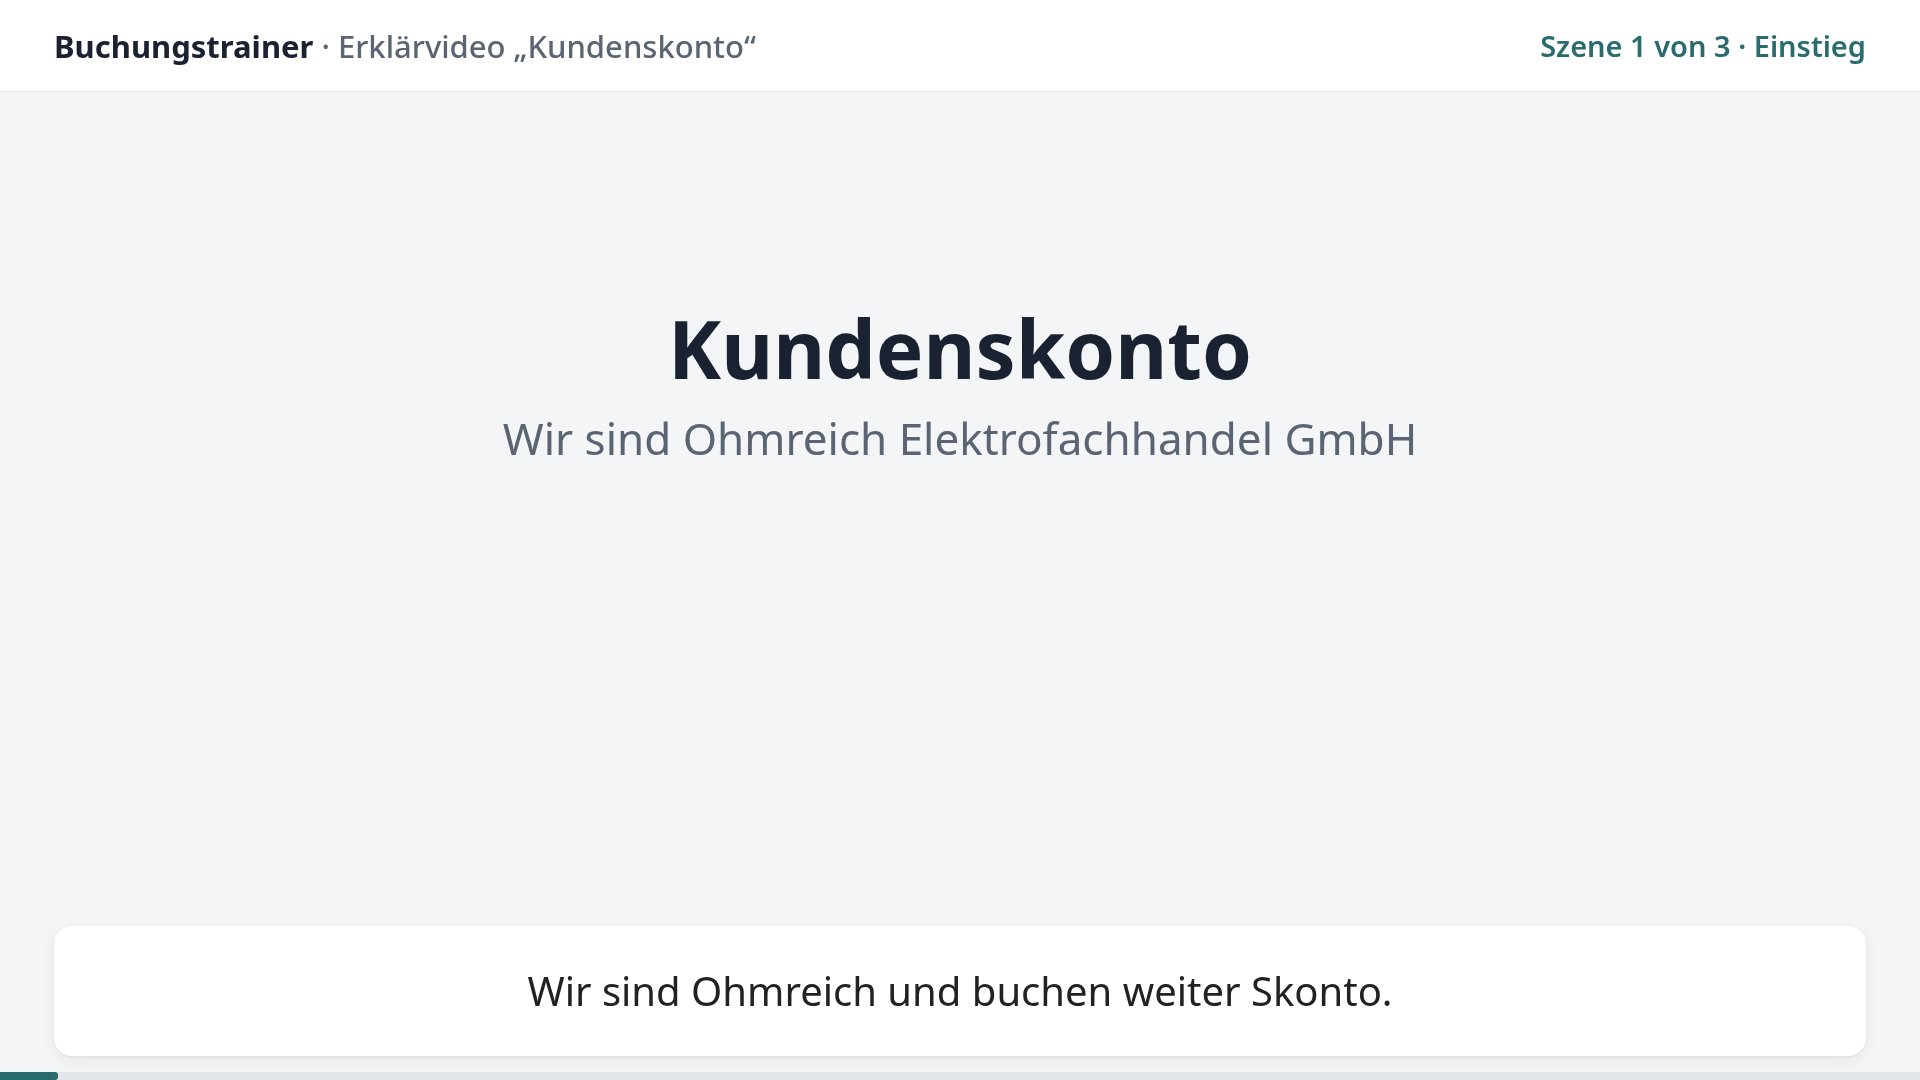 Buchungstrainer · Erklärvideo „Kundenskonto“
Szene 1 von 3 · Einstieg
Kundenskonto
Wir sind Ohmreich Elektrofachhandel GmbH
Wir sind Ohmreich und buchen weiter Skonto.